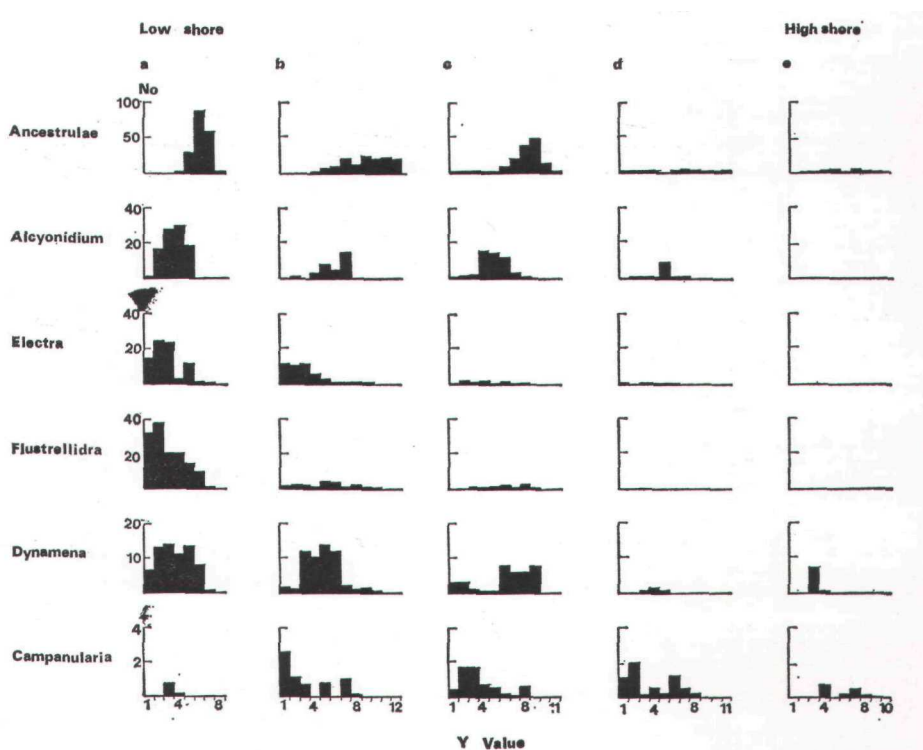 Low shore High shore
a b c d e
No
Ancestrulae 100
50
Alcyonidium 40
20
Electra 40
20
Flustrellidra 40
20
Dynamena 20
10
Campanularia 4
2
1 4 8 1 4 8 12 1 4 8 11 1 4 8 11 1 4 8 10
Y Value